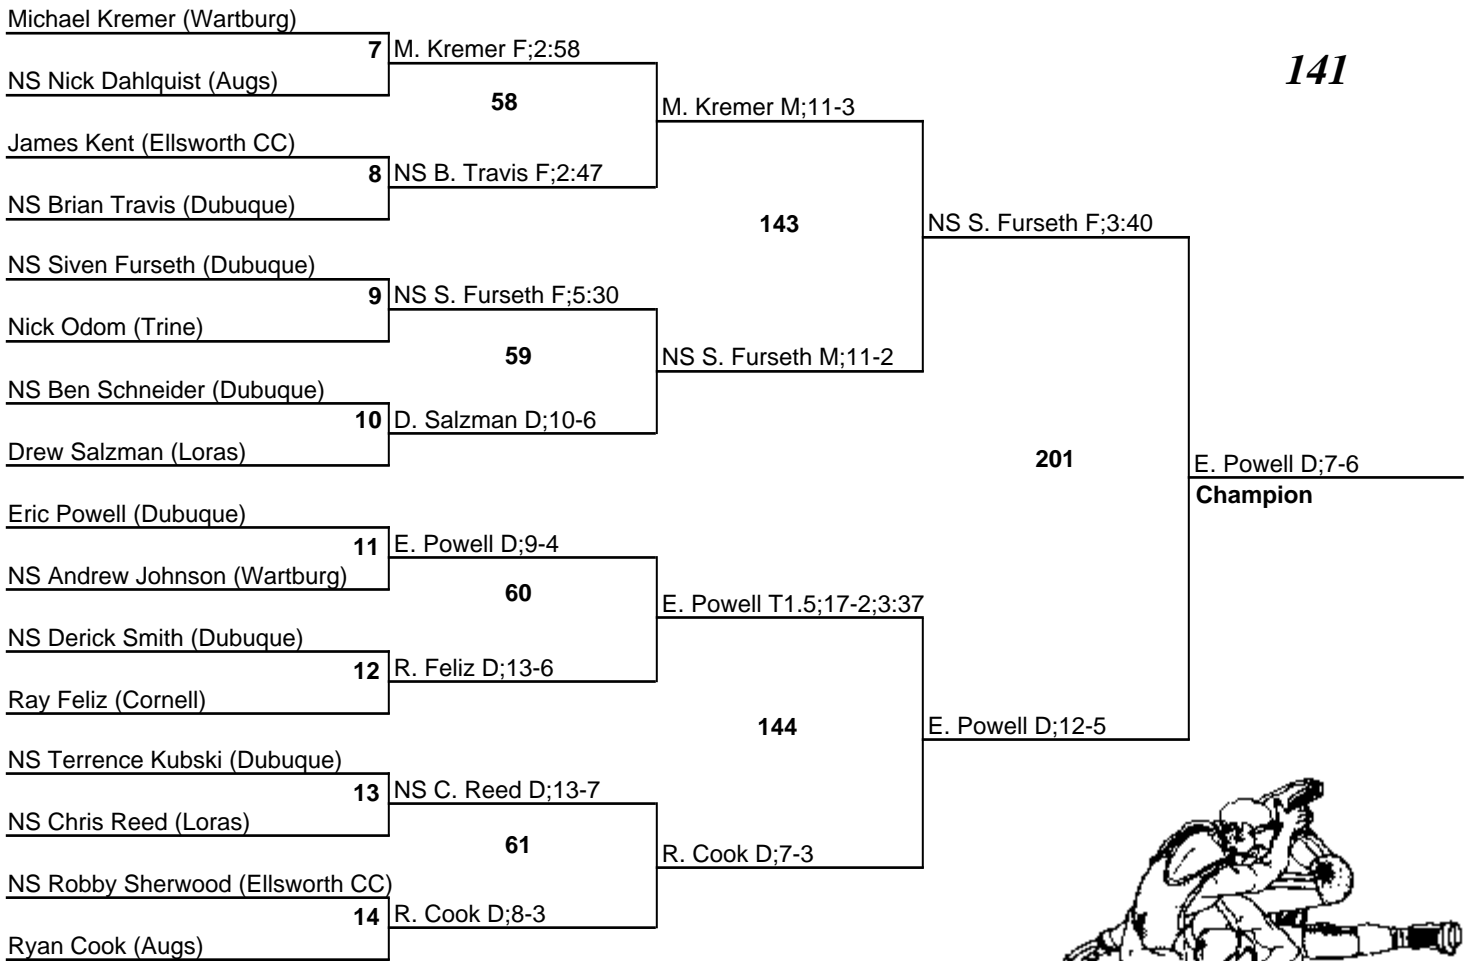 Michael Kremer (Wartburg)
7 M. Kremer F;2:58
141
NS Nick Dahlquist (Augs)
58
M. Kremer M;11-3
James Kent (Ellsworth CC)
8 NS B. Travis F;2:47
NS Brian Travis (Dubuque)
143
NS S. Furseth F;3:40
NS Siven Furseth (Dubuque)
9 NS S. Furseth F;5:30
Nick Odom (Trine)
59
NS S. Furseth M;11-2
NS Ben Schneider (Dubuque)
10 D. Salzman D;10-6
Drew Salzman (Loras)
201
E. Powell D;7-6
Champion
Eric Powell (Dubuque)
11 E. Powell D;9-4
NS Andrew Johnson (Wartburg)
60
E. Powell T1.5;17-2;3:37
NS Derick Smith (Dubuque)
12 R. Feliz D;13-6
Ray Feliz (Cornell)
144
E. Powell D;12-5
NS Terrence Kubski (Dubuque)
13 NS C. Reed D;13-7
NS Chris Reed (Loras)
61
R. Cook D;7-3
NS Robby Sherwood (Ellsworth CC)
14 R. Cook D;8-3
Ryan Cook (Augs)